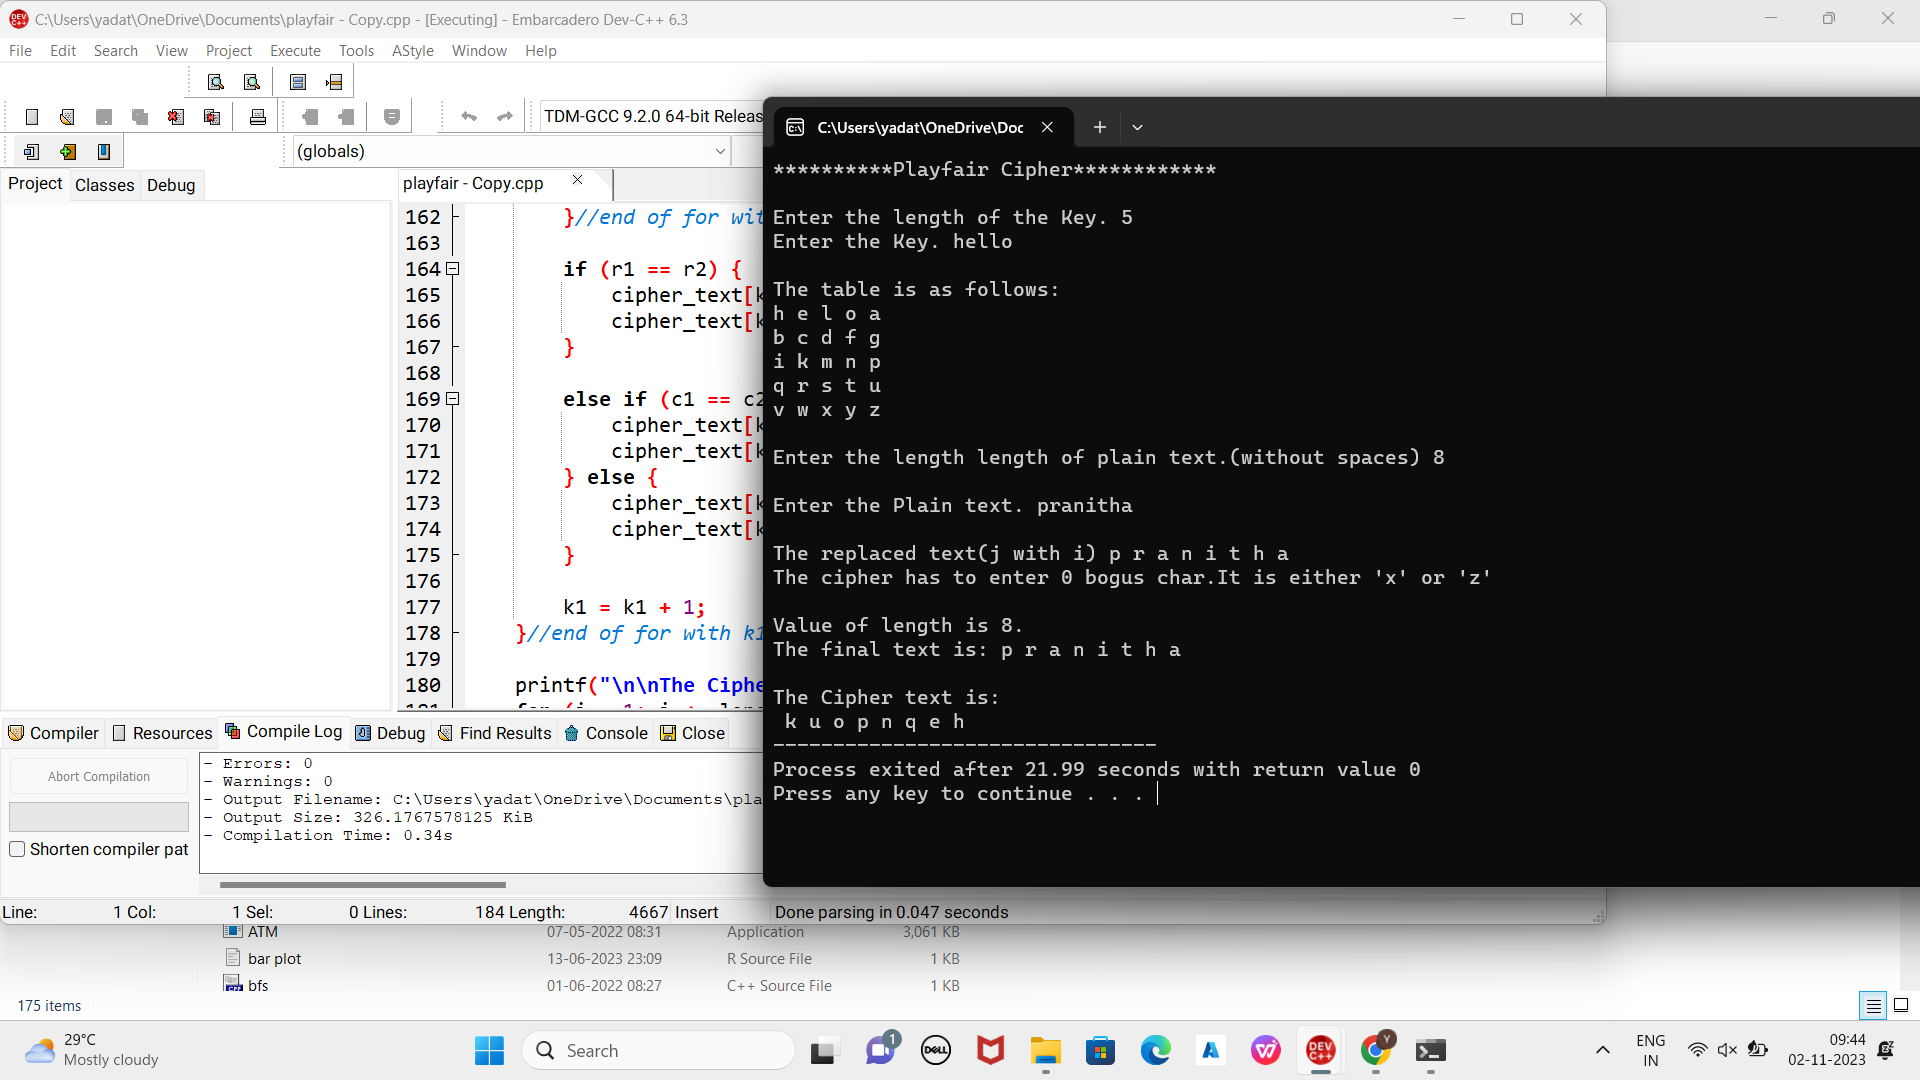 C:\Users\yadat\OneDrive\Documents\playfair - Copy.cpp - [Executing] - Embarcadero Dev-C++ 6.3
File Edit Search View Project Execute Tools AStyle Window Help
TDM-GCC 9.2.0 64-bit Releas
(globals)
Project Classes Debug
playfair - Copy.cpp
162 }//end of for wit
163
164 if (r1 == r2) {
165 cipher_text[k
166 cipher_text[k
167 }
168
169 else if (c1 == c2
170 cipher_text[k
171 cipher_text[k
172 } else {
173 cipher_text[k
174 cipher_text[k
175 }
176
177 k1 = k1 + 1;
178 }//end of for with k1
179
180 printf("\n\nThe Ciphe
C:\Users\yadat\OneDrive\Doc
**********Playfair Cipher************
Enter the length of the Key. 5
Enter the Key. hello
The table is as follows:
h e l o a
b c d f g
i k m n p
q r s t u
v w x y z
Enter the length length of plain text.(without spaces) 8
Enter the Plain text. pranitha
The replaced text(j with i) p r a n i t h a
The cipher has to enter 0 bogus char.It is either 'x' or 'z'
Value of length is 8.
The final text is: p r a n i t h a
The Cipher text is:
k u o p n q e h
--------------------------------
Process exited after 21.99 seconds with return value 0
Press any key to continue . . .
Compiler Resources Compile Log Debug Find Results Console Close
Abort Compilation
Shorten compiler pat
- Errors: 0
- Warnings: 0
- Output Filename: C:\Users\yadat\OneDrive\Documents\pla
- Output Size: 326.1767578125 KiB
- Compilation Time: 0.34s
Line: 1 Col: 1 Sel: 0 Lines: 184 Length: 4667 Insert Done parsing in 0.047 seconds
ATM 07-05-2022 08:31 Application 3,061 KB
bar plot 13-06-2023 23:09 R Source File 1 KB
bfs 01-06-2022 08:27 C++ Source File 1 KB
175 items
29°C
Mostly cloudy
Search
1
DELL
DEV C++
Y
ENG
IN
09:44
02-11-2023